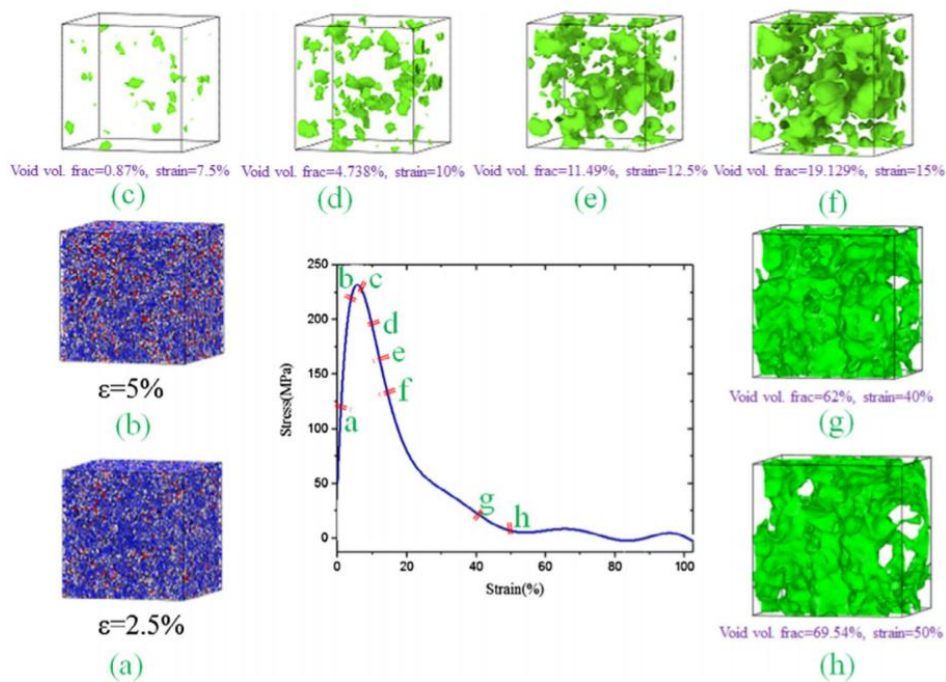 Void vol. frac=0.87%, strain=7.5%
(c)
Void vol. frac=4.738%, strain=10%
(d)
Void vol. frac=11.49%, strain=12.5%
(e)
Void vol. frac=19.129%, strain=15%
(f)
ε=5%
(b)
ε=2.5%
(a)
250
200
150
100
50
0
Stress(MPa)
b
c
d
e
f
a
g
h
0
20
40
60
80
100
Strain(%)
Void vol. frac=62%, strain=40%
(g)
Void vol. frac=69.54%, strain=50%
(h)